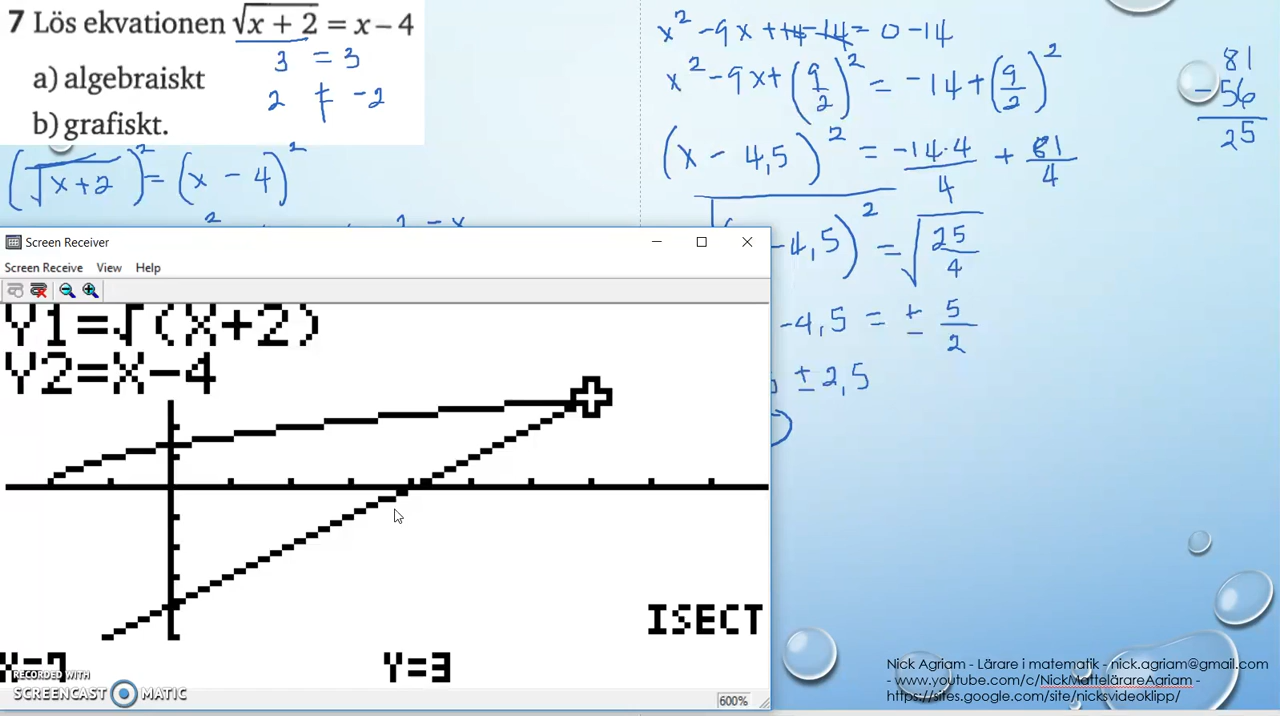 7 Lös ekvationen √x + 2 = x – 4
3 = 3
a) algebraiskt
2 ≠ -2
b) grafiskt.
(√x+2)² = (x - 4)²
x² - 9x + 14 - 14 = 0 - 14
x² - 9x + (9/2)² = -14 + (9/2)²
(x - 4,5)² = -14·4/4 + 81/4
- 4,5)² = √25/4
- 4,5 = ± 5/2
± 2,5
81
- 56
25
Screen Receiver
Screen Receive View Help
Y1=√(X+2)
Y2=X-4
ISECT
X=7 Y=3
RECORDED WITH
SCREENCAST MATIC
600%
Nick Agriam - Lärare i matematik - nick.agriam@gmail.com
- www.youtube.com/c/NickMattelärareAgriam -
https://sites.google.com/site/nicksvideoklipp/